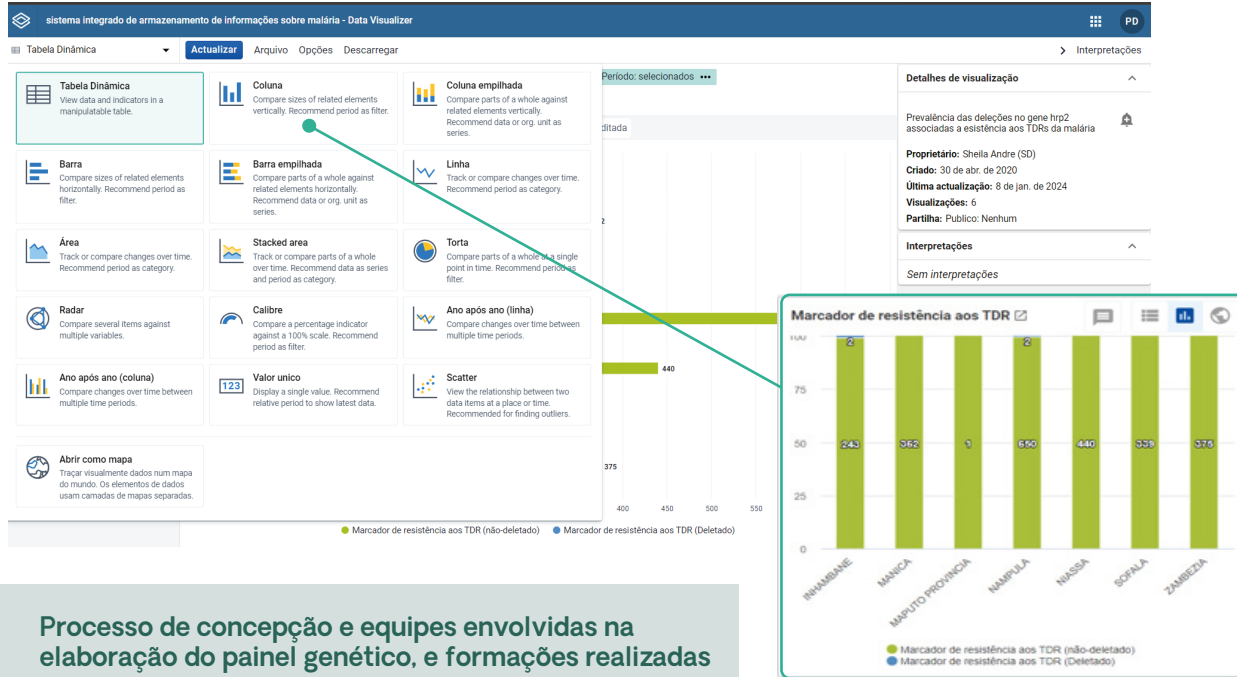 sistema integrado de armazenamento de informações sobre malária - Data Visualizer
PD
Tabela Dinâmica
Actualizar
Arquivo
Opções
Descarregar
Interpretações
Tabela Dinâmica
View data and indicators in a
manipulatable table.
Coluna
Compare sizes of related elements
vertically. Recommend period as filter.
Coluna empilhada
Compare parts of a whole against
related elements vertically.
Recommend data or org. unit as
series.
Barra
Compare sizes of related elements
horizontally. Recommend period as
filter.
Barra empilhada
Compare parts of a whole against
related elements horizontally.
Recommend data or org. unit as
series.
Linha
Track or compare changes over time.
Recommend period as category.
Área
Track or compare changes over time.
Recommend period as category.
Stacked area
Track or compare parts of a whole
over time. Recommend data as series
and period as category.
Torta
Compare parts of a whole at a single
point in time. Recommend period as
filter.
Radar
Compare several items against
multiple variables.
Calibre
Compare a percentage indicator
against a 100% scale. Recommend
period as filter.
Ano após ano (linha)
Compare changes over time between
multiple time periods.
Ano após ano (coluna)
Compare changes over time between
multiple time periods.
123
Valor unico
Display a single value. Recommend
relative period to show latest data.
Scatter
View the relationship between two
data items at a place or time.
Recommended for finding outliers.
Abrir como mapa
Traçar visualmente dados num mapa
do mundo. Os elementos de dados
usam camadas de mapas separadas.
Período: selecionados •••
ditada
2
440
375
400 450 500 550
Marcador de resistência aos TDR (não-deletado)
Marcador de resistência aos TDR (Deletado)
Detalhes de visualização
Prevalência das deleções no gene hrp2
associadas a esistência aos TDRs da malária
Proprietário: Sheila Andre (SD)
Criado: 30 de abr. de 2020
Última actualização: 8 de jan. de 2024
Visualizações: 6
Partilha: Publico: Nenhum
Interpretações
Sem interpretações
Marcador de resistência aos TDR
100
75
50
25
0
2 2
243 362 1 650 440 339 375
INHAMBANE
MANICA
MAPUTO PROVINCIA
NAMPULA
NIASSA
SOFALA
ZAMBEZIA
Marcador de resistência aos TDR (não-deletado)
Marcador de resistência aos TDR (Deletado)
Processo de concepção e equipes envolvidas na
elaboração do painel genético, e formações realizadas